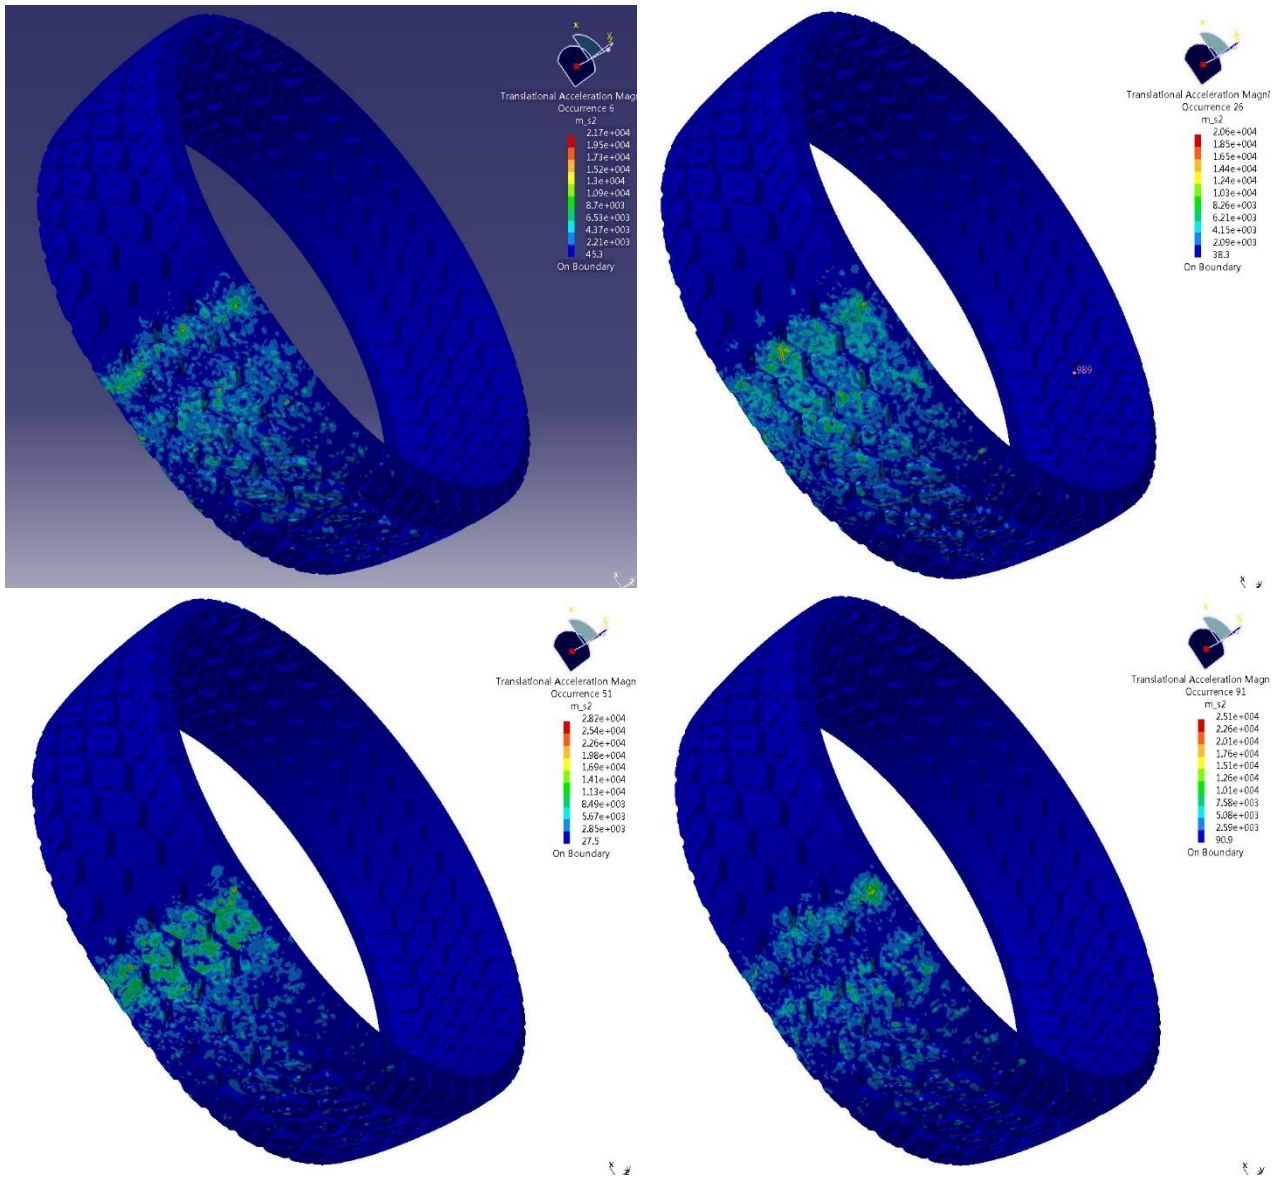 x
y
z
Translational Acceleration Magn
Occurrence 6
m_s2
2.17e+004
1.95e+004
1.73e+004
1.52e+004
1.3e+004
1.09e+004
8.7e+003
6.53e+003
4.37e+003
2.21e+003
45.3
On Boundary
x
y
x
Translational Acceleration Magni
Occurrence 26
m_s2
2.06e+004
1.85e+004
1.65e+004
1.44e+004
1.24e+004
1.03e+004
8.26e+003
6.21e+003
4.15e+003
2.09e+003
38.3
On Boundary
989
x
y
x
Translational Acceleration Magn
Occurrence 51
m_s2
2.82e+004
2.54e+004
2.26e+004
1.98e+004
1.69e+004
1.41e+004
1.13e+004
8.49e+003
5.67e+003
2.85e+003
27.5
On Boundary
x
z
x
Translational Acceleration Magn
Occurrence 91
m_s2
2.51e+004
2.26e+004
2.01e+004
1.76e+004
1.51e+004
1.26e+004
1.01e+004
7.58e+003
5.08e+003
2.59e+003
90.9
On Boundary
x
y